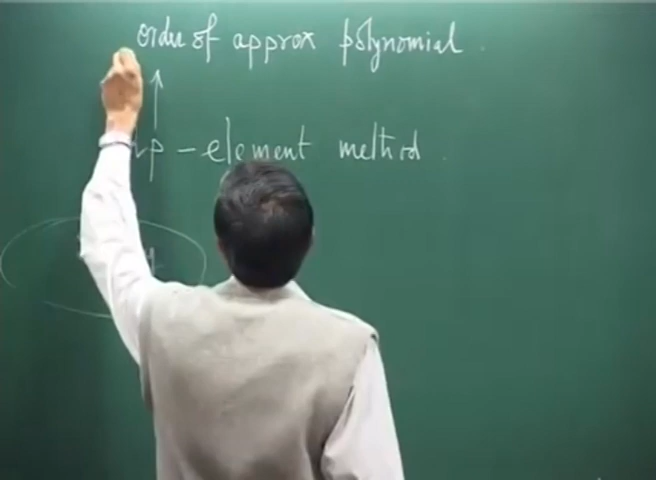 order of approx polynomial
p - element method